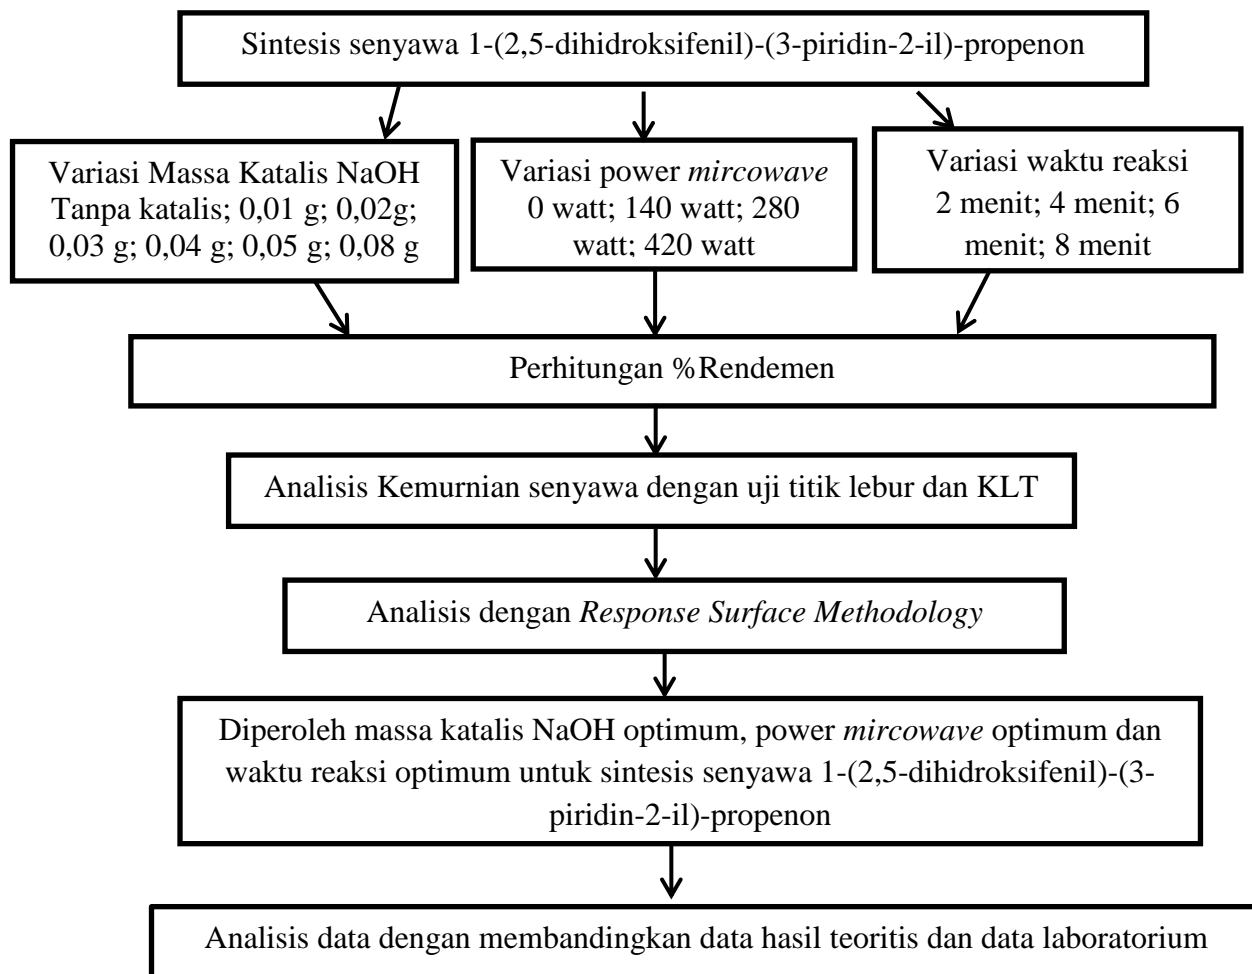 Sintesis senyawa 1-(2,5-dihidroksifenil)-(3-piridin-2-il)-propenon
Variasi Massa Katalis NaOH
Tanpa katalis; 0,01 g; 0,02g;
0,03 g; 0,04 g; 0,05 g; 0,08 g
Variasi power mircowave
0 watt; 140 watt; 280
watt; 420 watt
Variasi waktu reaksi
2 menit; 4 menit; 6
menit; 8 menit
Perhitungan %Rendemen
Analisis Kemurnian senyawa dengan uji titik lebur dan KLT
Analisis dengan Response Surface Methodology
Diperoleh massa katalis NaOH optimum, power mircowave optimum dan
waktu reaksi optimum untuk sintesis senyawa 1-(2,5-dihidroksifenil)-(3-
piridin-2-il)-propenon
Analisis data dengan membandingkan data hasil teoritis dan data laboratorium